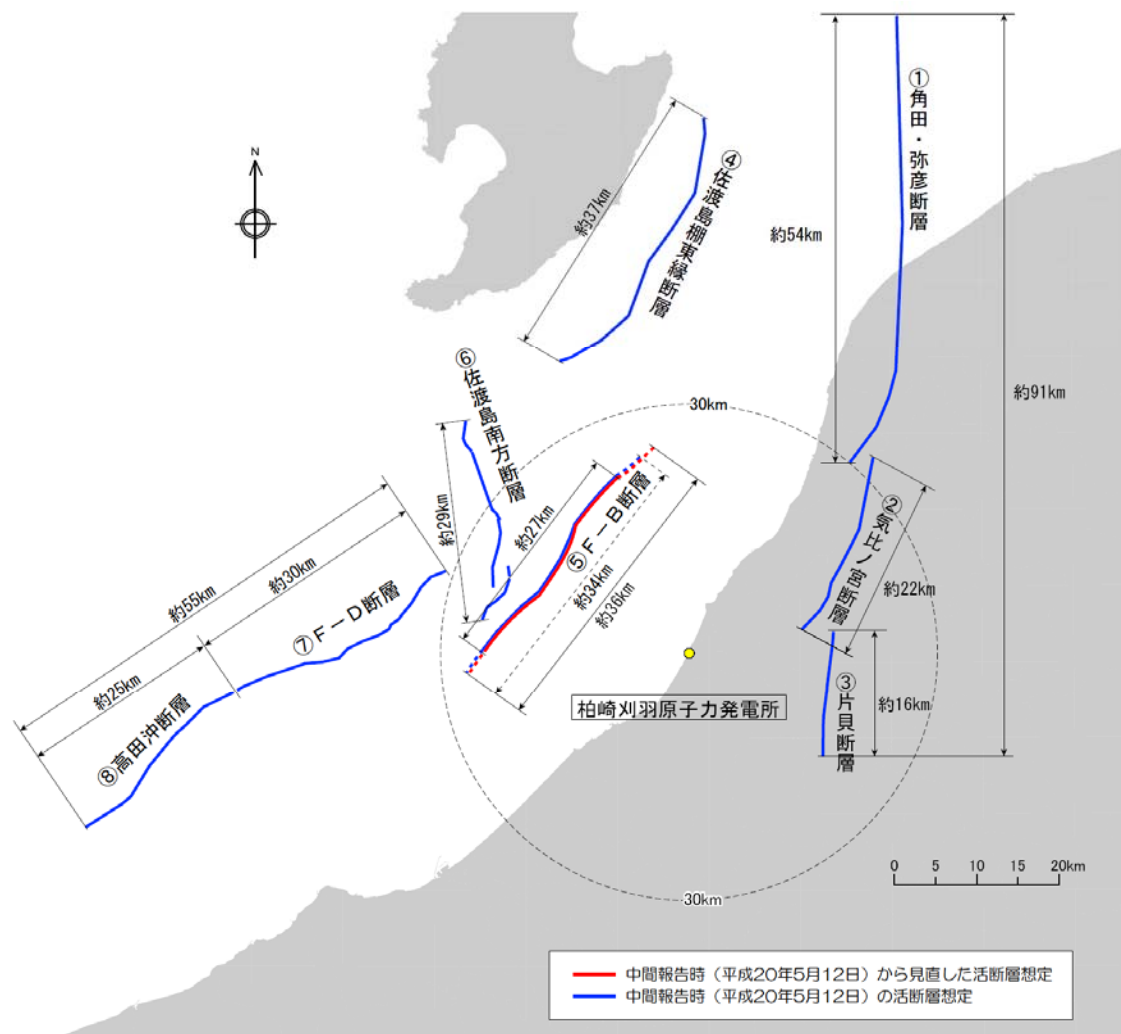 N
①角田・弥彦断層
約54km
約91km
④佐渡島棚東縁断層
約37km
⑥佐渡島南方断層
約29km
30km
②気比ノ宮断層
約22km
⑤F－B断層
約27km
約34km
約36km
約55km
約30km
⑦F－D断層
約25km
⑧高田沖断層
③片貝断層
約16km
柏崎刈羽原子力発電所
0 5 10 15 20km
30km
中間報告時（平成20年5月12日）から見直した活断層想定
中間報告時（平成20年5月12日）の活断層想定